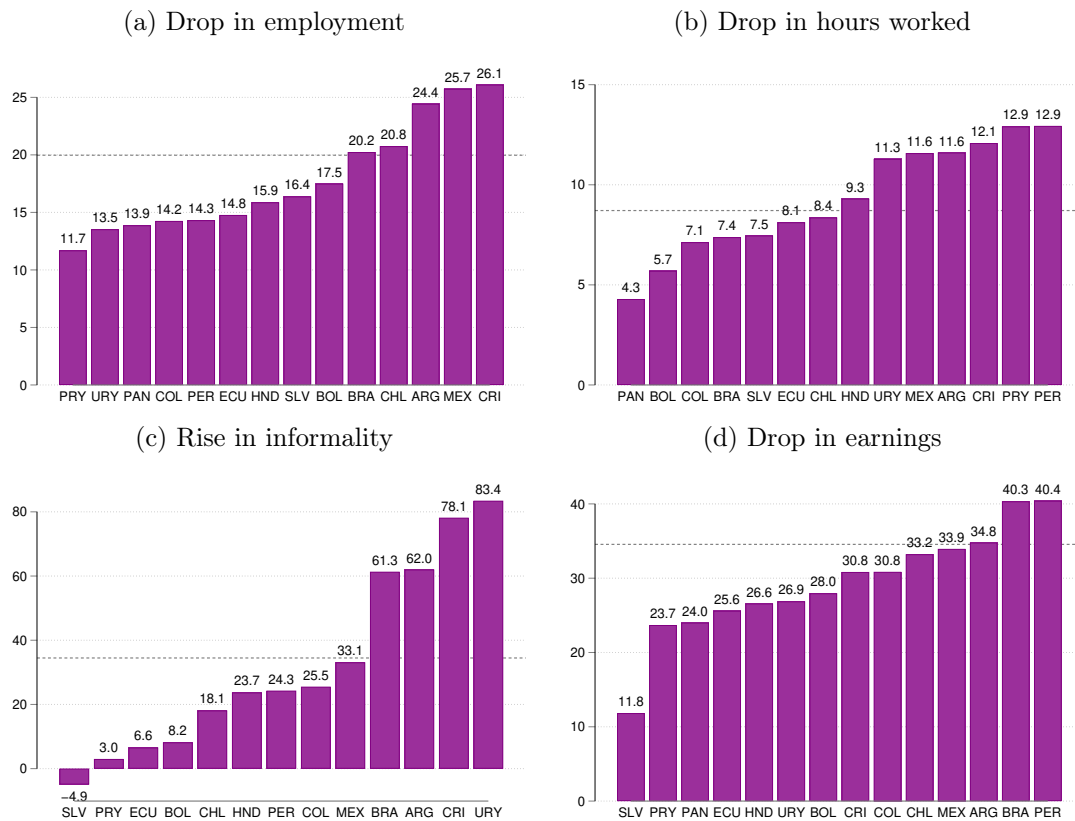 (a) Drop in employment
25
20
15
10
5
0
11.7 13.5 13.9 14.2 14.3 14.8 15.9 16.4 17.5 20.2 20.8 24.4 25.7 26.1
PRY URY PAN COL PER ECU HND SLV BOL BRA CHL ARG MEX CRI
(b) Drop in hours worked
15
10
5
0
4.3 5.7 7.1 7.4 7.5 8.1 8.4 9.3 11.3 11.6 11.6 12.1 12.9 12.9
PAN BOL COL BRA SLV ECU CHL HND URY MEX ARG CRI PRY PER
(c) Rise in informality
80
60
40
20
0
−4.9 3.0 6.6 8.2 18.1 23.7 24.3 25.5 33.1 61.3 62.0 78.1 83.4
SLV PRY ECU BOL CHL HND PER COL MEX BRA ARG CRI URY
(d) Drop in earnings
40
30
20
10
0
11.8 23.7 24.0 25.6 26.6 26.9 28.0 30.8 30.8 33.2 33.9 34.8 40.3 40.4
SLV PRY PAN ECU HND URY BOL CRI COL CHL MEX ARG BRA PER